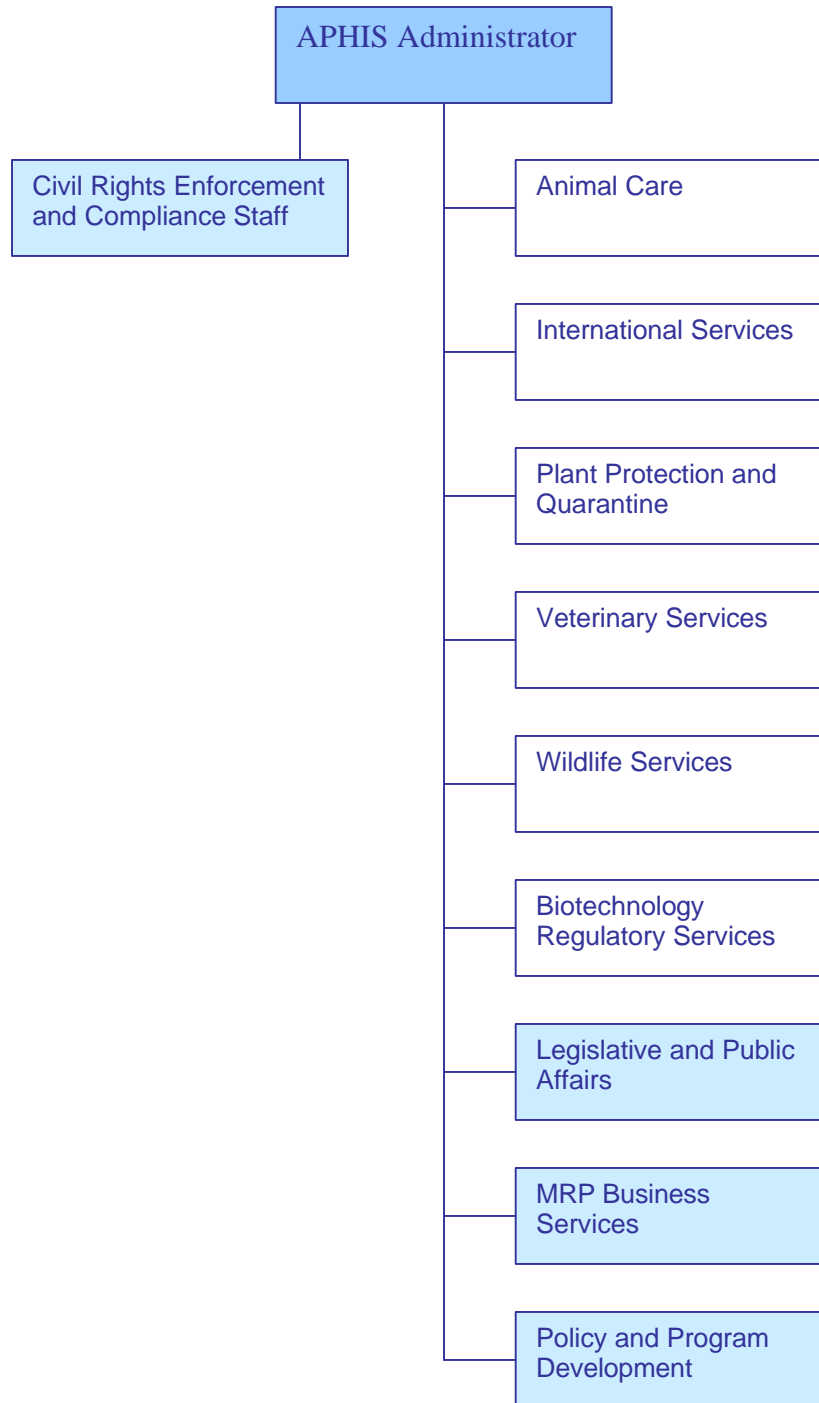 APHIS Administrator
Civil Rights Enforcement
and Compliance Staff
Animal Care
International Services
Plant Protection and
Quarantine
Veterinary Services
Wildlife Services
Biotechnology
Regulatory Services
Legislative and Public
Affairs
MRP Business
Services
Policy and Program
Development